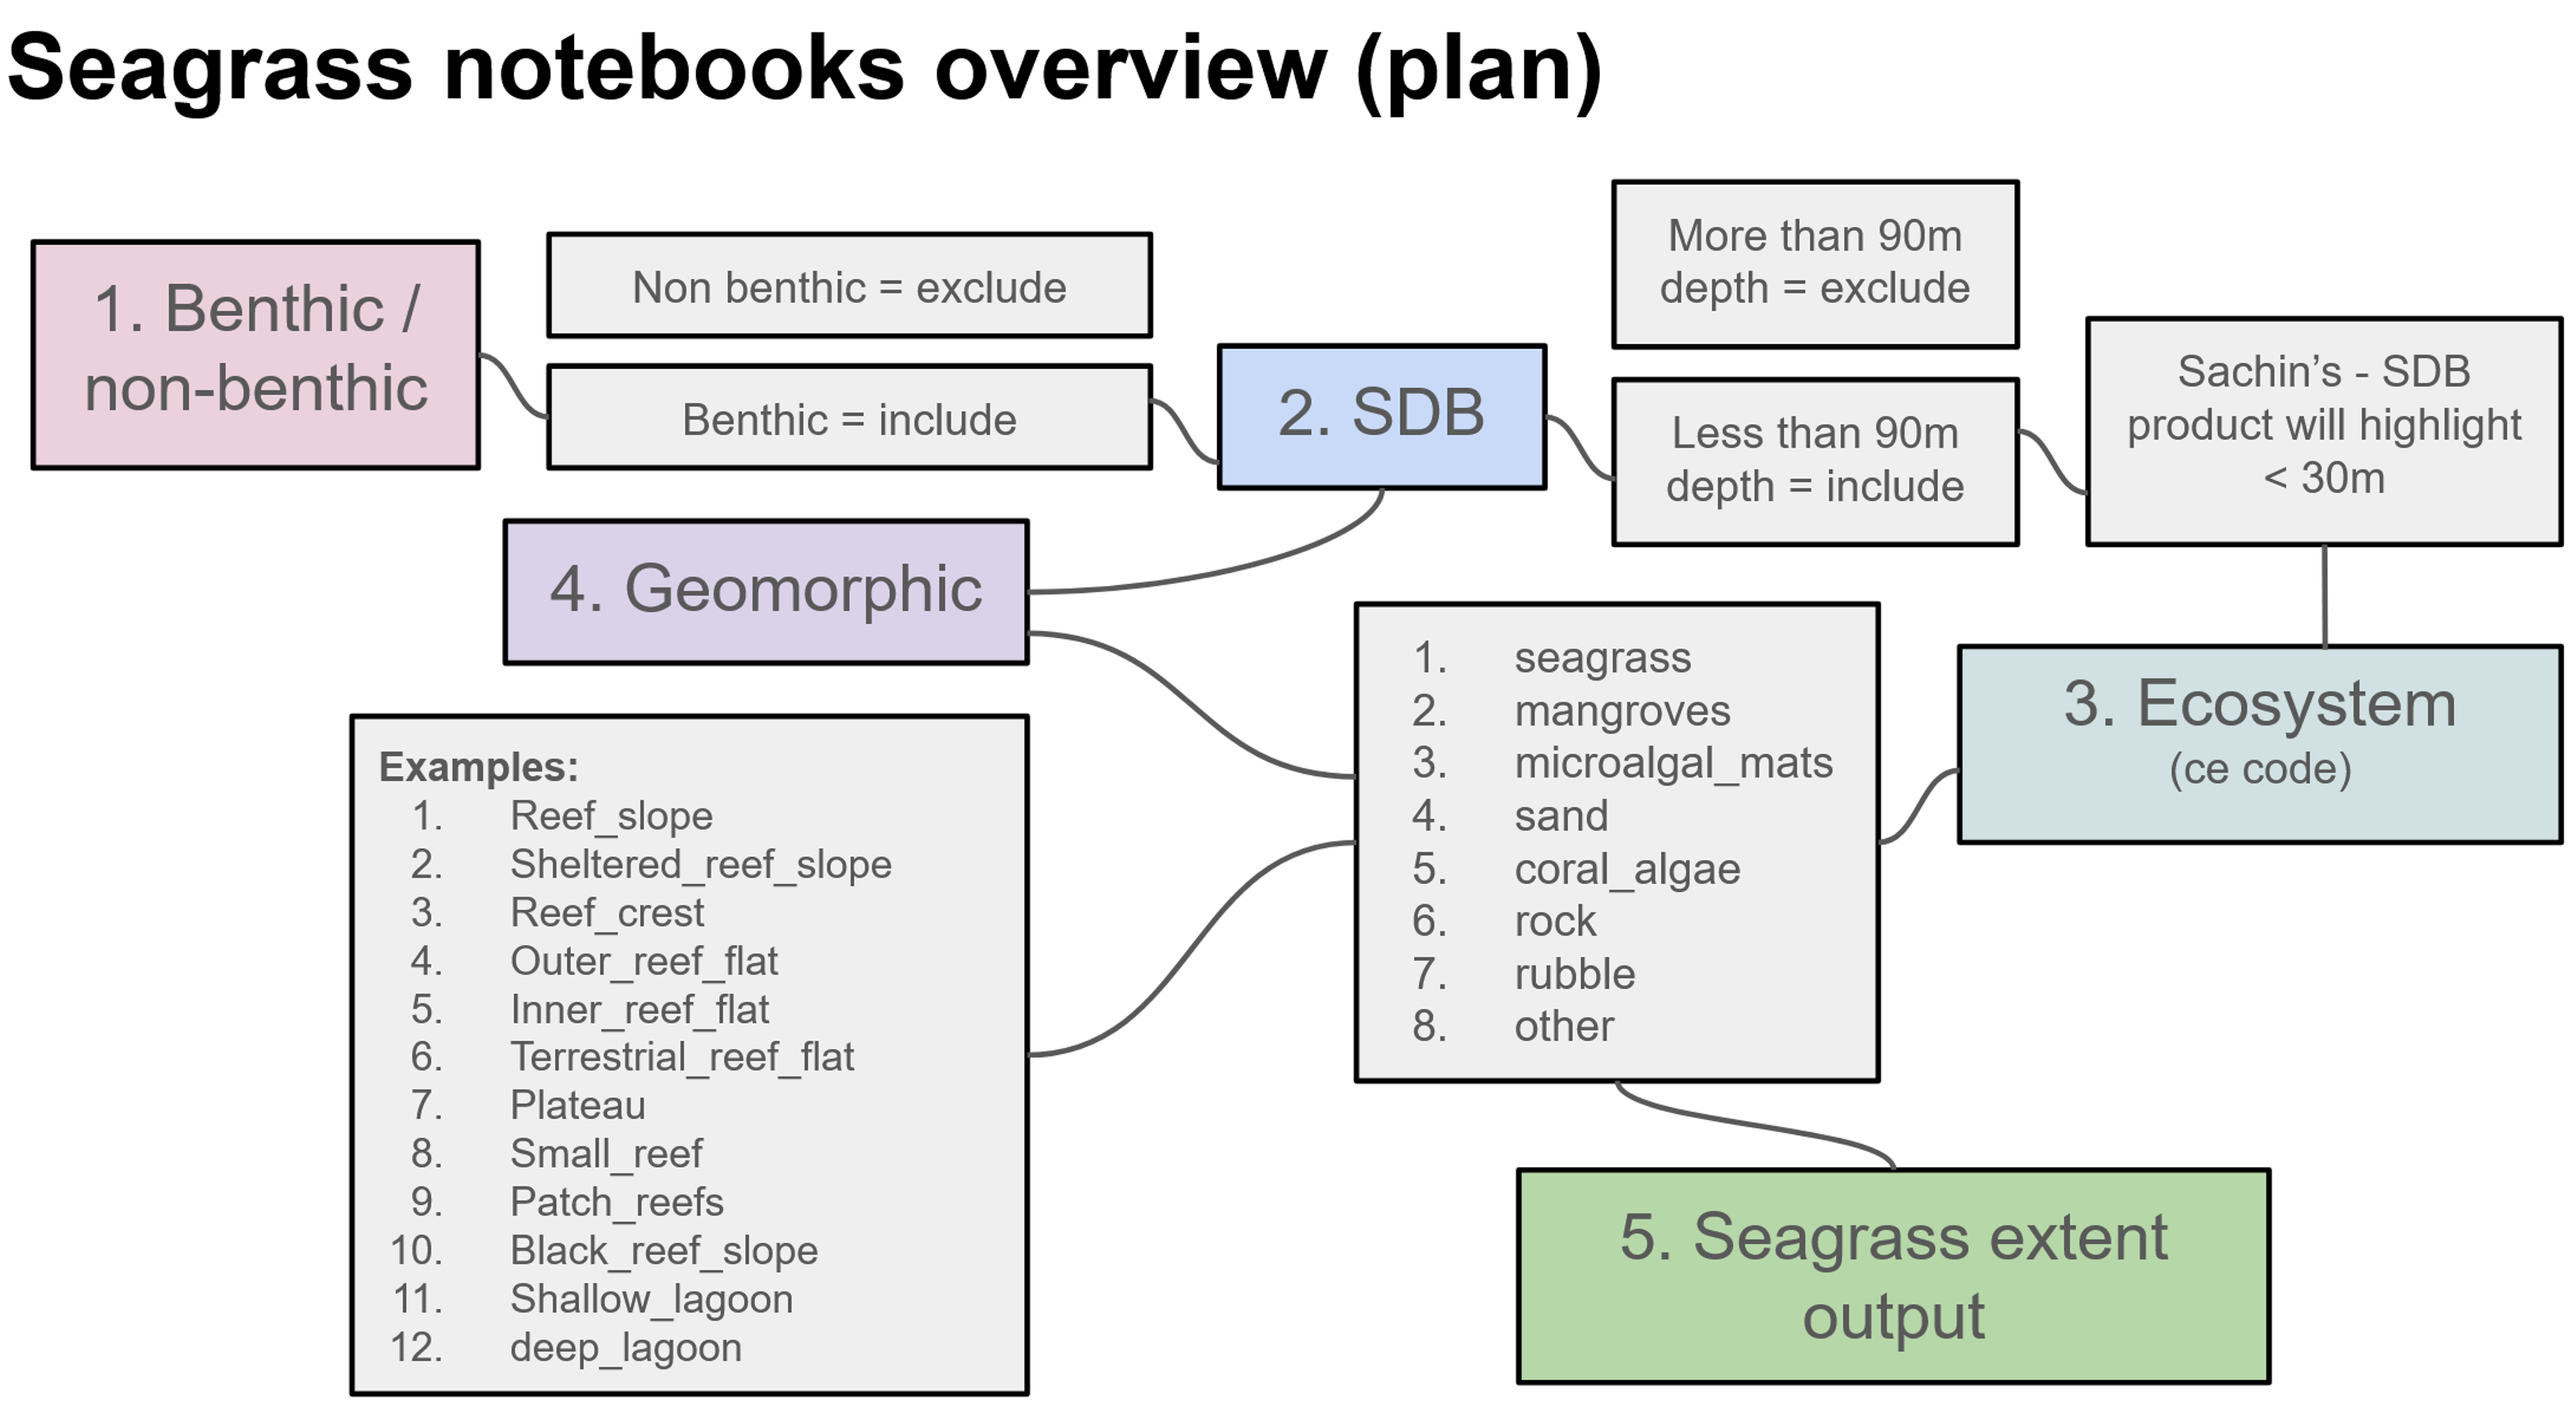 Seagrass notebooks overview (plan)
1. Benthic /
non-benthic
Non benthic = exclude
Benthic = include
2. SDB
More than 90m
depth = exclude
Less than 90m
depth = include
Sachin’s - SDB
product will highlight
< 30m
4. Geomorphic
3. Ecosystem
(ce code)
1. seagrass
2. mangroves
3. microalgal_mats
4. sand
5. coral_algae
6. rock
7. rubble
8. other
Examples:
1. Reef_slope
2. Sheltered_reef_slope
3. Reef_crest
4. Outer_reef_flat
5. Inner_reef_flat
6. Terrestrial_reef_flat
7. Plateau
8. Small_reef
9. Patch_reefs
10. Black_reef_slope
11. Shallow_lagoon
12. deep_lagoon
5. Seagrass extent
output